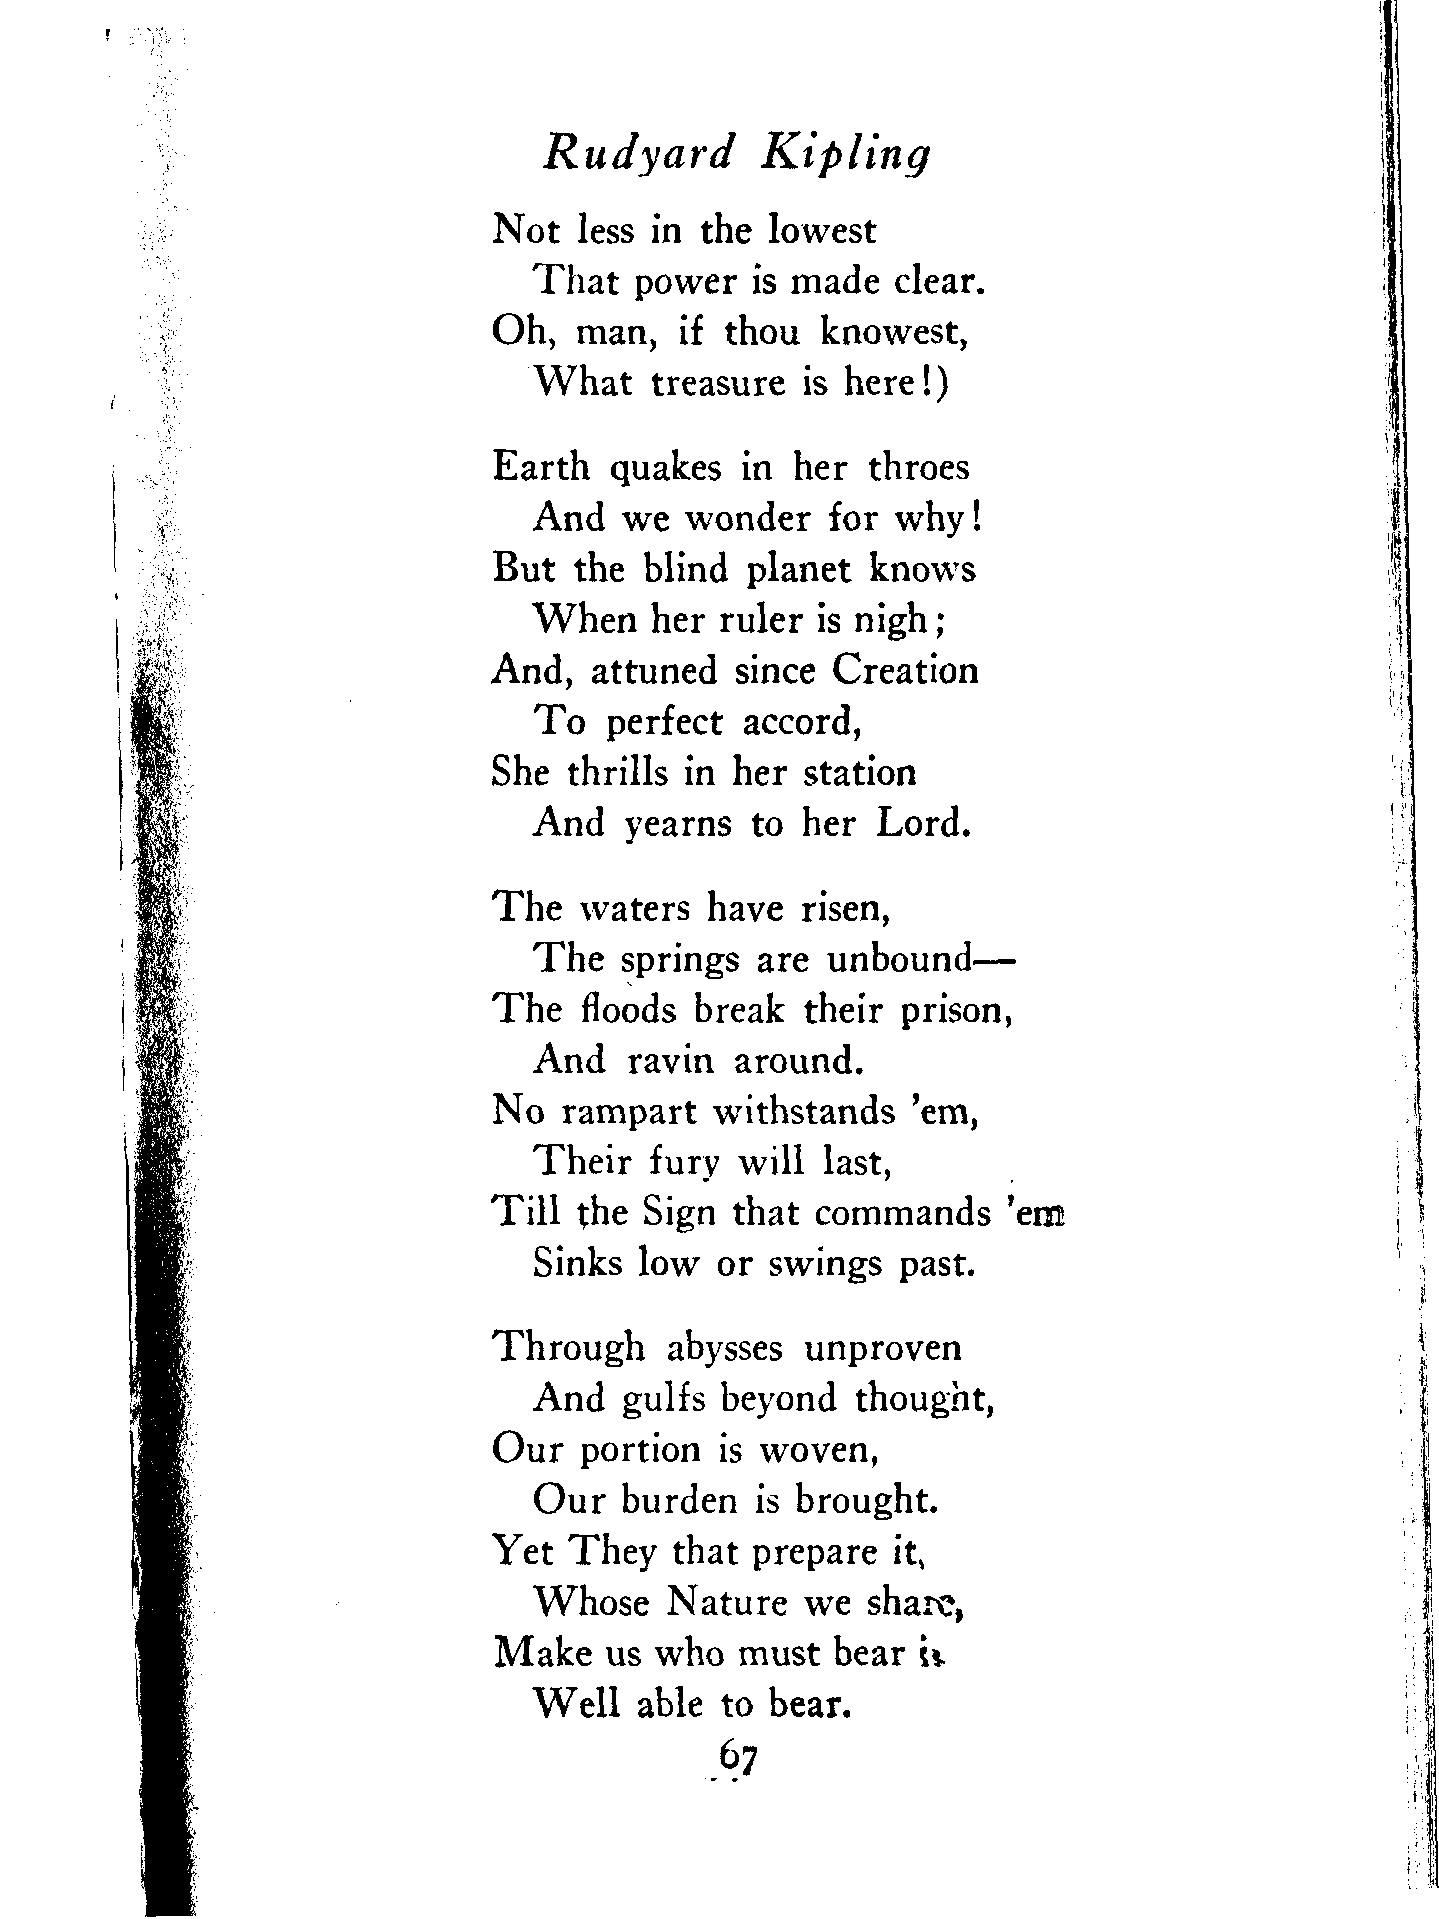 Rudyard Kipling
Not less in the lowest
That power is made clear.
Oh, man, if thou knowest,
What treasure is here!)
Earth quakes in her throes
And we wonder for why!
But the blind planet knows
When her ruler is nigh;
And, attuned since Creation
To perfect accord,
She thrills in her station
And yearns to her Lord.
The waters have risen,
The springs are unbound—
The floods break their prison,
And ravin around.
No rampart withstands 'em,
Their fury will last,
Till the Sign that commands 'em
Sinks low or swings past.
Through abysses unproven
And gulfs beyond thought,
Our portion is woven,
Our burden is brought.
Yet They that prepare it,
Whose Nature we share,
Make us who must bear it
Well able to bear.
67